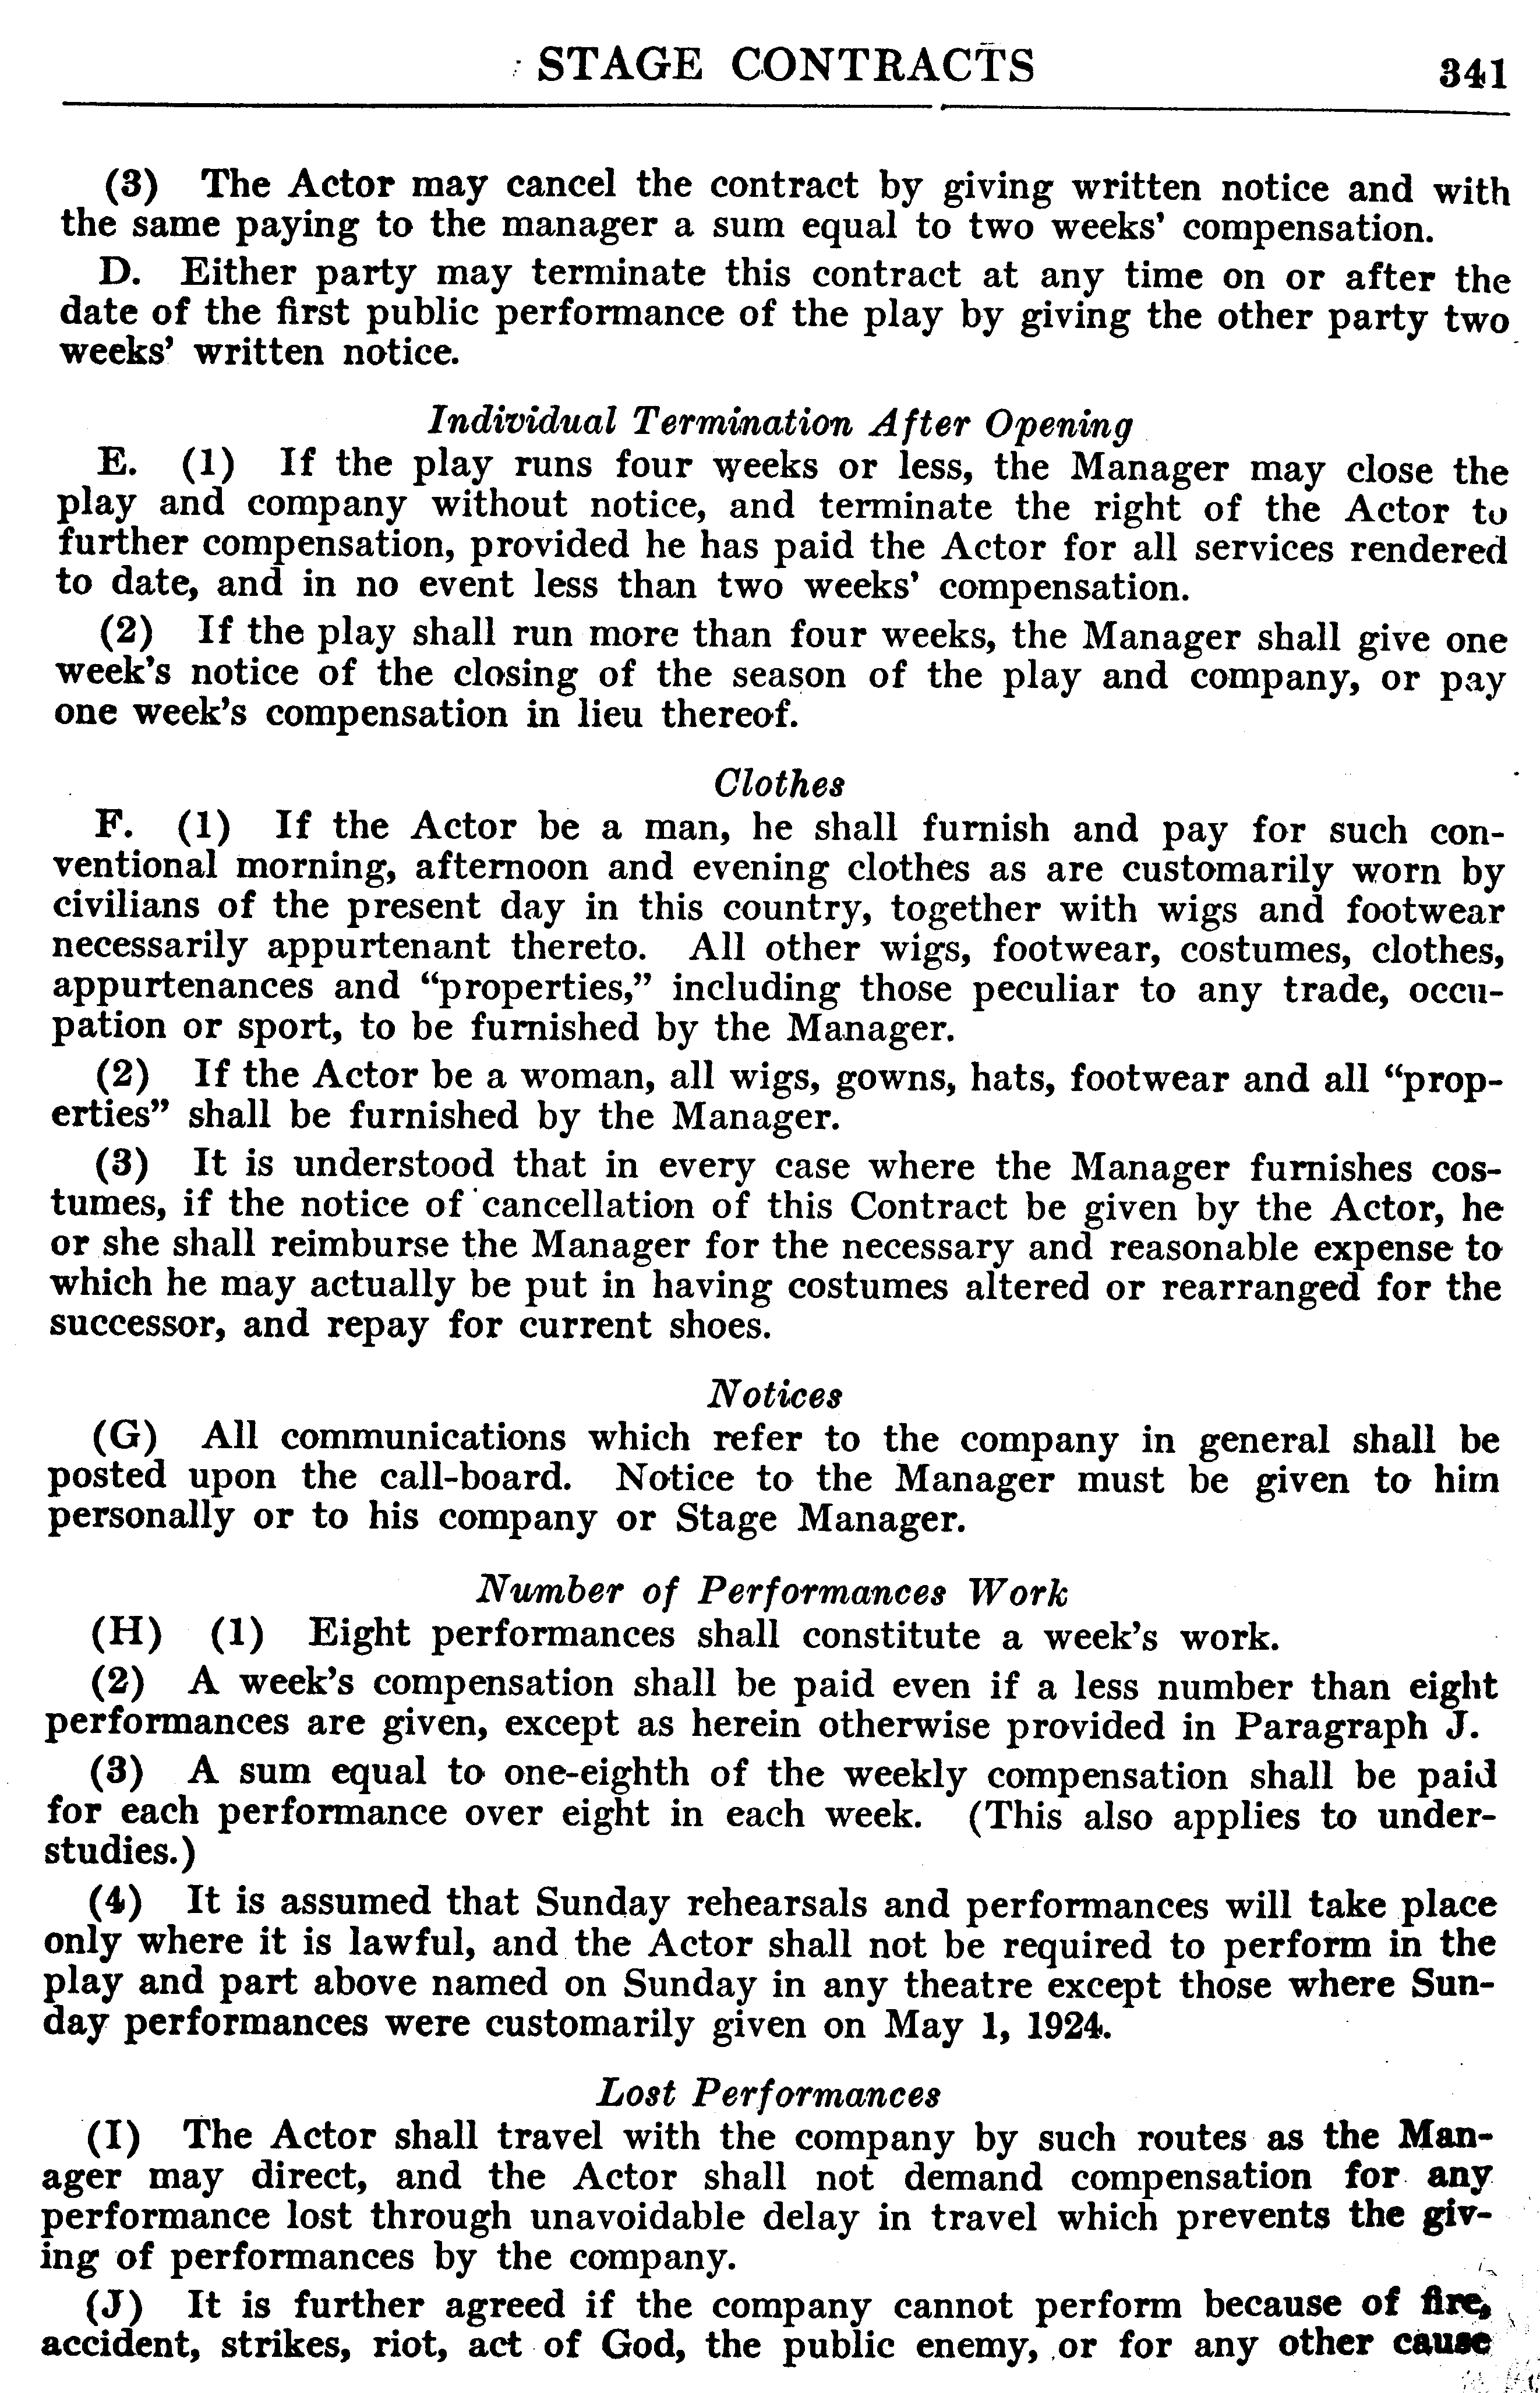 STAGE CONTRACTS 341
(3) The Actor may cancel the contract by giving written notice and with
the same paying to the manager a sum equal to two weeks' compensation.
D. Either party may terminate this contract at any time on or after the
date of the first public performance of the play by giving the other party two
weeks' written notice.
Individual Termination After Opening
E. (1) If the play runs four weeks or less, the Manager may close the
play and company without notice, and terminate the right of the Actor to
further compensation, provided he has paid the Actor for all services rendered
to date, and in no event less than two weeks' compensation.
(2) If the play shall run more than four weeks, the Manager shall give one
week's notice of the closing of the season of the play and company, or pay
one week's compensation in lieu thereof.
Clothes
F. (1) If the Actor be a man, he shall furnish and pay for such con-
ventional morning, afternoon and evening clothes as are customarily worn by
civilians of the present day in this country, together with wigs and footwear
necessarily appurtenant thereto. All other wigs, footwear, costumes, clothes,
appurtenances and "properties," including those peculiar to any trade, occu-
pation or sport, to be furnished by the Manager.
(2) If the Actor be a woman, all wigs, gowns, hats, footwear and all "prop-
erties" shall be furnished by the Manager.
(3) It is understood that in every case where the Manager furnishes cos-
tumes, if the notice of cancellation of this Contract be given by the Actor, he
or she shall reimburse the Manager for the necessary and reasonable expense to
which he may actually be put in having costumes altered or rearranged for the
successor, and repay for current shoes.
Notices
(G) All communications which refer to the company in general shall be
posted upon the call-board. Notice to the Manager must be given to him
personally or to his company or Stage Manager.
Number of Performances Work
(H) (1) Eight performances shall constitute a week's work.
(2) A week's compensation shall be paid even if a less number than eight
performances are given, except as herein otherwise provided in Paragraph J.
(3) A sum equal to one-eighth of the weekly compensation shall be paid
for each performance over eight in each week. (This also applies to under-
studies.)
(4) It is assumed that Sunday rehearsals and performances will take place
only where it is lawful, and the Actor shall not be required to perform in the
play and part above named on Sunday in any theatre except those where Sun-
day performances were customarily given on May 1, 1924.
Lost Performances
(I) The Actor shall travel with the company by such routes as the Man-
ager may direct, and the Actor shall not demand compensation for any
performance lost through unavoidable delay in travel which prevents the giv-
ing of performances by the company.
(J) It is further agreed if the company cannot perform because of fire,
accident, strikes, riot, act of God, the public enemy, or for any other cause